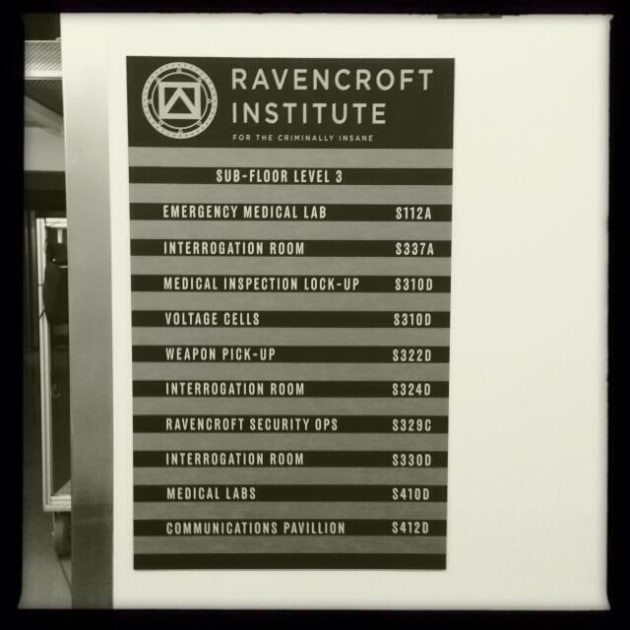 RAVENCROFT
INSTITUTE
FOR THE CRIMINALLY INSANE
SUB-FLOOR LEVEL 3
EMERGENCY MEDICAL LAB S112A
INTERROGATION ROOM S337A
MEDICAL INSPECTION LOCK-UP S310D
VOLTAGE CELLS S310D
WEAPON PICK-UP S322D
INTERROGATION ROOM S324D
RAVENCROFT SECURITY OPS S329C
INTERROGATION ROOM S330D
MEDICAL LABS S410D
COMMUNICATIONS PAVILLION S412D